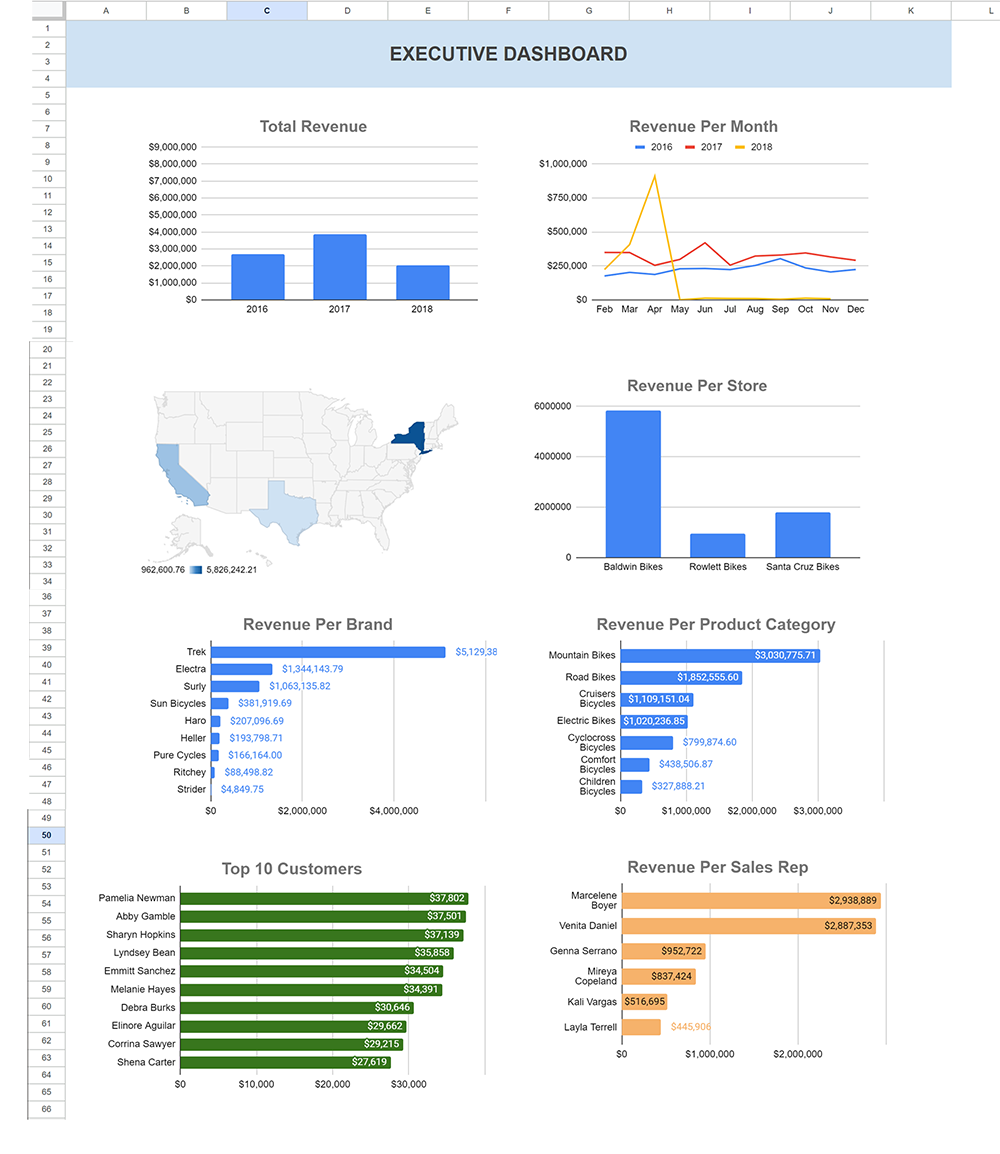 A B C D E F G H I J K L
1
2
3
4
5
6
7
8
9
10
11
12
13
14
15
16
17
18
19
20
21
22
23
24
25
26
27
28
29
30
31
32
33
34
36
37
38
39
40
41
42
43
44
45
46
47
48
49
50
51
52
53
54
55
56
57
58
59
60
61
62
63
64
65
66
EXECUTIVE DASHBOARD
Total Revenue
$9,000,000
$8,000,000
$7,000,000
$6,000,000
$5,000,000
$4,000,000
$3,000,000
$2,000,000
$1,000,000
$0
2016 2017 2018
Revenue Per Month
2016 2017 2018
$1,000,000
$750,000
$500,000
$250,000
$0
Feb Mar Apr May Jun Jul Aug Sep Oct Nov Dec
962,600.76 5,826,242.21
Revenue Per Store
6000000
4000000
2000000
0
Baldwin Bikes Rowlett Bikes Santa Cruz Bikes
Revenue Per Brand
Trek $5,129,38
Electra $1,344,143.79
Surly $1,063,135.82
Sun Bicycles $381,919.69
Haro $207,096.69
Heller $193,798.71
Pure Cycles $166,164.00
Ritchey $88,498.82
Strider $4,849.75
$0 $2,000,000 $4,000,000
Revenue Per Product Category
Mountain Bikes $3,030,775.71
Road Bikes $1,852,555.60
Cruisers
Bicycles $1,109,151.04
Electric Bikes $1,020,236.85
Cyclocross
Bicycles $799,874.60
Comfort
Bicycles $438,506.87
Children
Bicycles $327,888.21
$0 $1,000,000 $2,000,000 $3,000,000
Top 10 Customers
Pamelia Newman $37,802
Abby Gamble $37,501
Sharyn Hopkins $37,139
Lyndsey Bean $35,858
Emmitt Sanchez $34,504
Melanie Hayes $34,391
Debra Burks $30,646
Elinore Aguilar $29,662
Corrina Sawyer $29,215
Shena Carter $27,619
$0 $10,000 $20,000 $30,000
Revenue Per Sales Rep
Marcelene
Boyer $2,938,889
Venita Daniel $2,887,353
Genna Serrano $952,722
Mireya
Copeland $837,424
Kali Vargas $516,695
Layla Terrell $445,906
$0 $1,000,000 $2,000,000